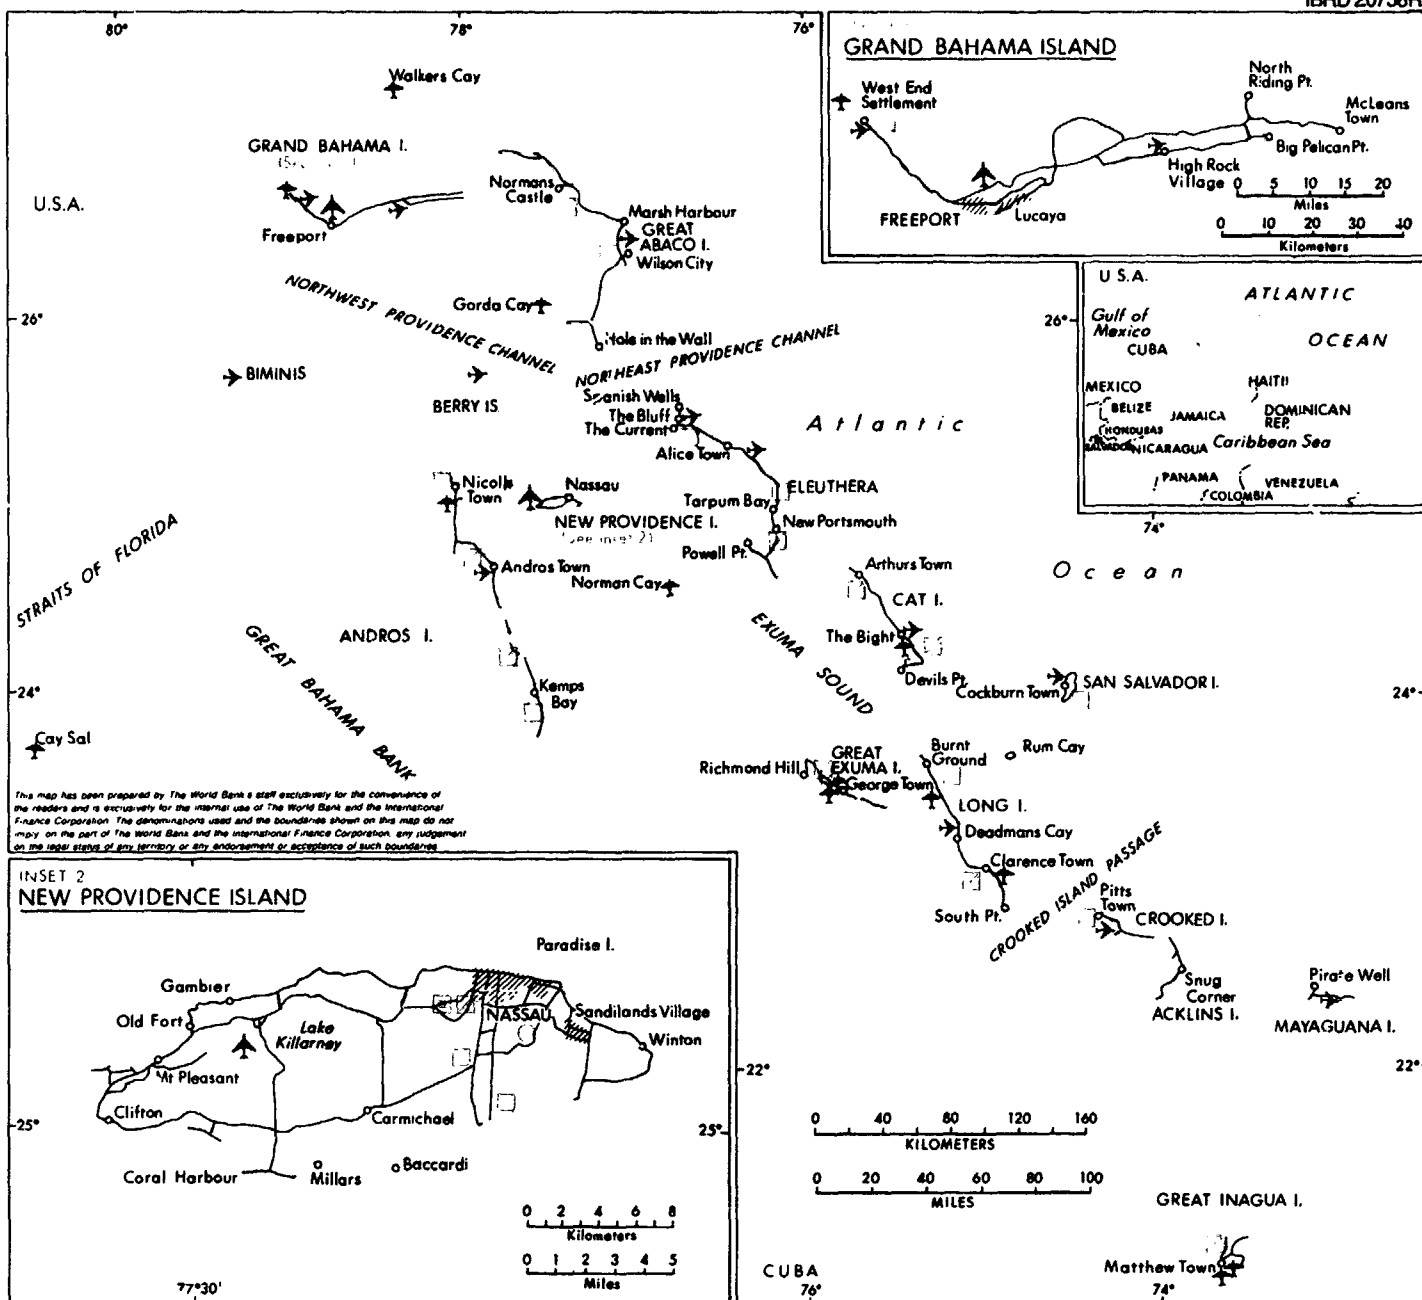 IBRD 20758R
80°
78°
76°
Walkers Cay
GRAND BAHAMA I.
U.S.A.
Freeport
Normans
Castle
Marsh Harbour
GREAT
ABACO I.
Wilson City
Gorda Cay
26°
NORTHWEST PROVIDENCE CHANNEL
Hole in the Wall
NORTHEAST PROVIDENCE CHANNEL
BIMINIS
BERRY IS.
Spanish Wells
The Bluff
The Current
Alice Town
Atlantic
Nicolls
Town
Nassau
NEW PROVIDENCE I.
(See inset 2)
ELEUTHERA
Tarpum Bay
New Portsmouth
Powell Pt.
STRAITS OF FLORIDA
Andros Town
Norman Cay
Arthurs Town
CAT I.
Ocean
ANDROS I.
GREAT BAHAMA BANK
EXUMA SOUND
The Bight
Devils Pt.
Cockburn Town
SAN SALVADOR I.
Kemps
Bay
24°
24°
Cay Sal
Richmond Hill
GREAT
EXUMA I.
George Town
Burnt
Ground
Rum Cay
LONG I.
Deadmans Cay
Clarence Town
South Pt.
CROOKED ISLAND PASSAGE
Pitts
Town
CROOKED I.
Snug
Corner
ACKLINS I.
Pirate Well
MAYAGUANA I.
22°
22°
This map has been prepared by The World Bank's staff exclusively for the convenience of
the readers and is exclusively for the internal use of The World Bank and the International
Finance Corporation. The denominations used and the boundaries shown on this map do not
imply, on the part of The World Bank and the International Finance Corporation, any judgement
on the legal status of any territory or any endorsement or acceptance of such boundaries
0 40 80 120 160
KILOMETERS
0 20 40 60 80 100
MILES
GREAT INAGUA I.
Matthew Town
CUBA
76°
74°
GRAND BAHAMA ISLAND
West End
Settlement
North
Riding Pt.
McLeans
Town
Big Pelican Pt.
High Rock
Village
FREEPORT
Lucaya
0 5 10 15 20
Miles
0 10 20 30 40
Kilometers
U.S.A.
ATLANTIC
OCEAN
Gulf of
Mexico
26°
CUBA
MEXICO
HAITI
BELIZE
JAMAICA
DOMINICAN
REP.
HONDURAS
SALVADOR
NICARAGUA
Caribbean Sea
PANAMA
VENEZUELA
COLOMBIA
74°
INSET 2
NEW PROVIDENCE ISLAND
Paradise I.
Gambier
Old Fort
Lake
Killarney
NASSAU
Sandilands Village
Winton
Mt Pleasant
Clifton
Carmichael
25°
25°
Coral Harbour
Millars
Baccardi
0 2 4 6 8
Kilometers
0 1 2 3 4 5
Miles
77°30'